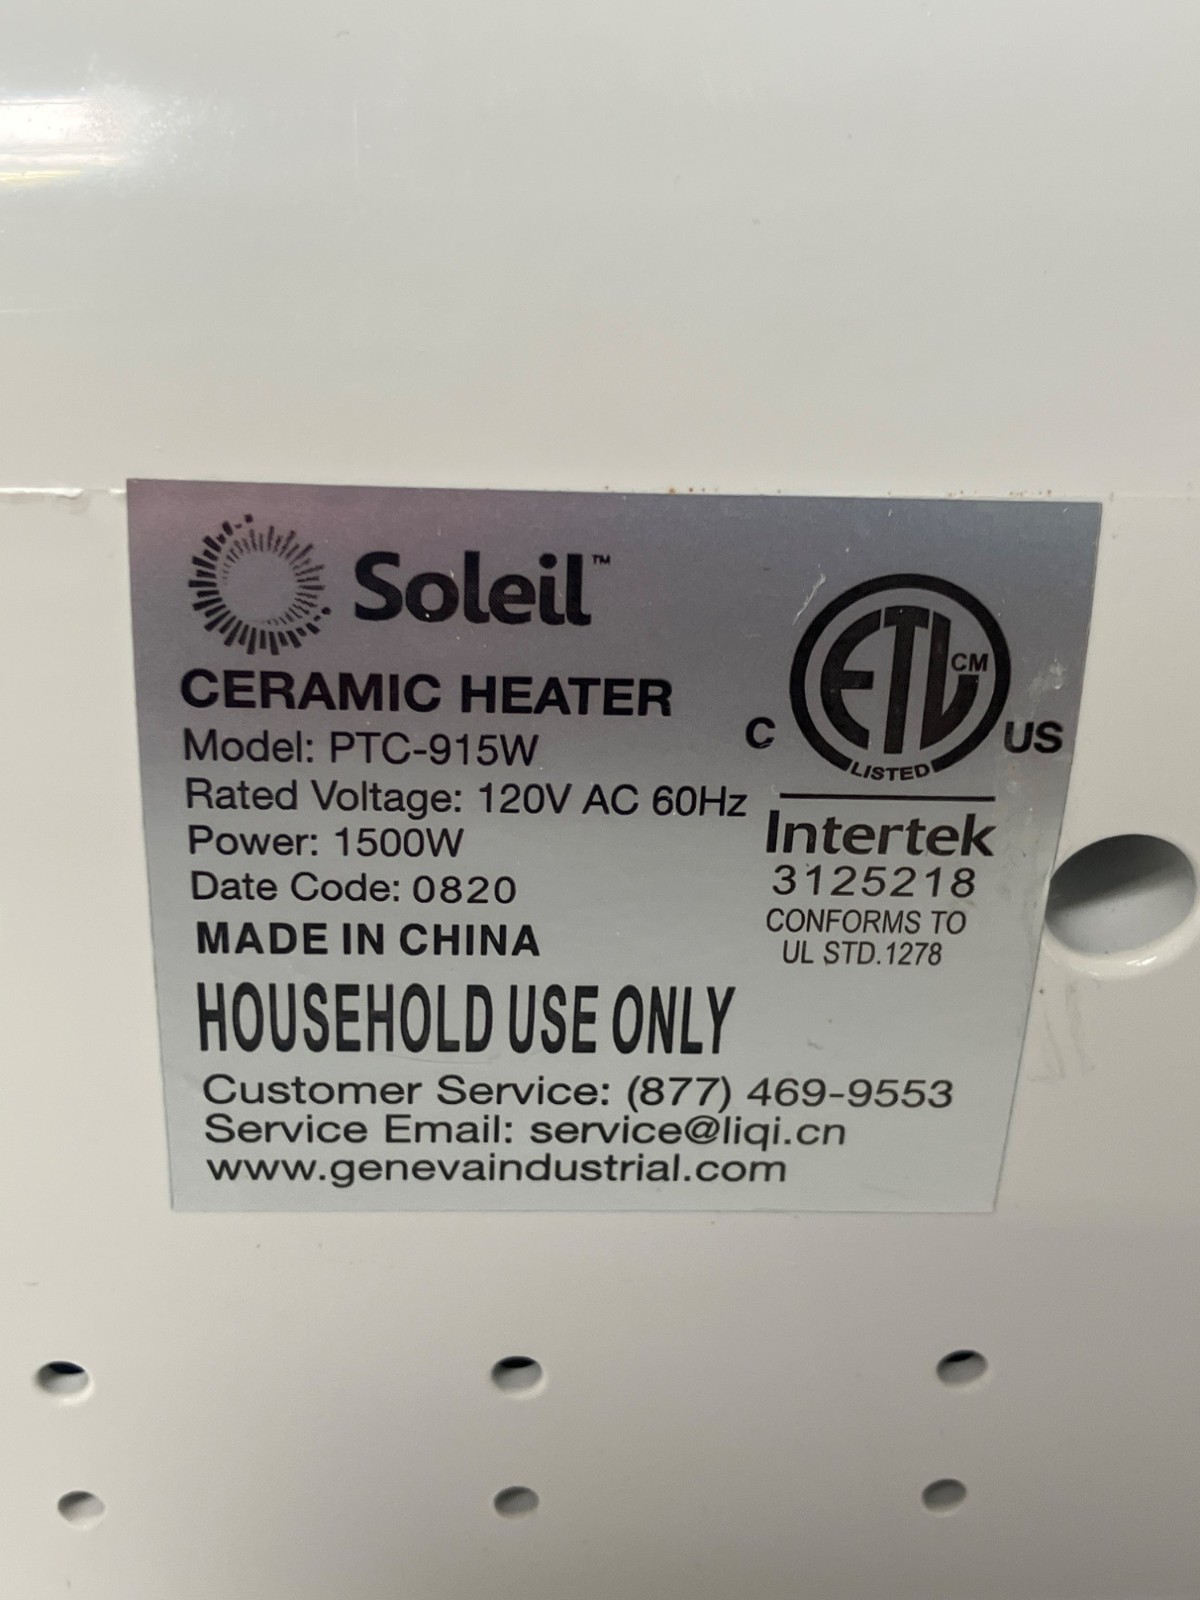 Soleil™
CERAMIC HEATER
Model: PTC-915W
Rated Voltage: 120V AC 60Hz
Power: 1500W
Date Code: 0820
MADE IN CHINA
HOUSEHOLD USE ONLY
Customer Service: (877) 469-9553
Service Email: service@liqi.cn
www.genevaindustrial.com
ETL CM
C US
LISTED
Intertek
3125218
CONFORMS TO
UL STD.1278